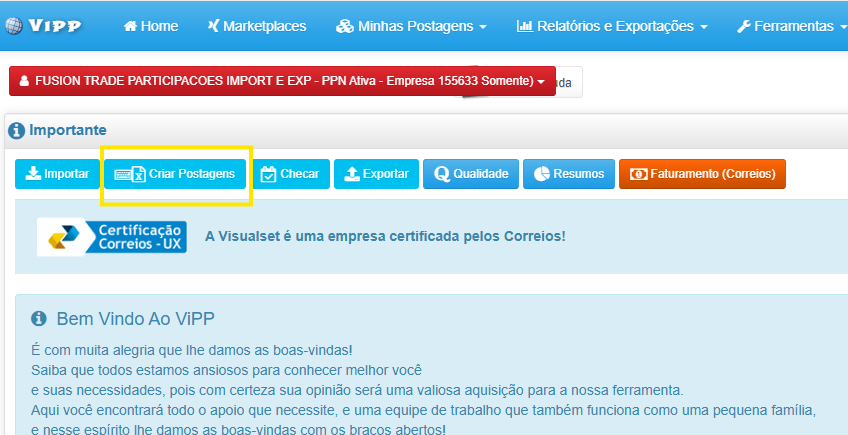 ViPP Home Marketplaces Minhas Postagens Relatórios e Exportações Ferramentas
FUSION TRADE PARTICIPACOES IMPORT E EXP - PPN Ativa - Empresa 155633 Somente)
Importante
Importar Criar Postagens Checar Exportar Qualidade Resumos Faturamento (Correios)
Certificação
Correios - UX
A Visualset é uma empresa certificada pelos Correios!
Bem Vindo Ao ViPP
É com muita alegria que lhe damos as boas-vindas!
Saiba que todos estamos ansiosos para conhecer melhor você
e suas necessidades, pois com certeza sua opinião será uma valiosa aquisição para a nossa ferramenta.
Aqui você encontrará todo o apoio que necessite, e uma equipe de trabalho que também funciona como uma pequena família,
e nesse espírito lhe damos as boas-vindas com os braços abertos!